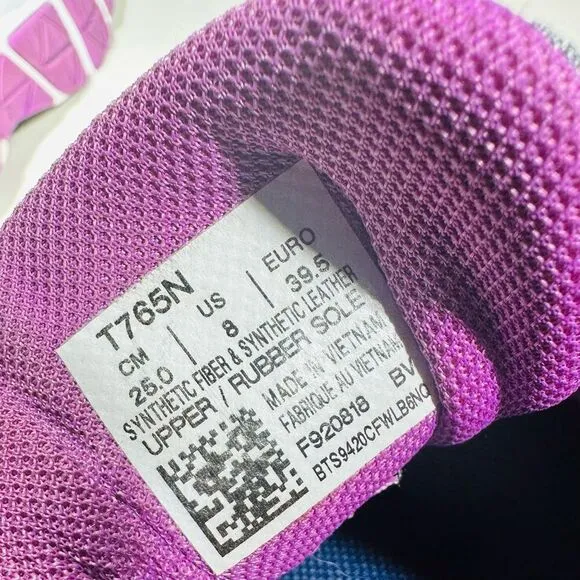 T765N
CM | US | EURO
25.0 | 8 | 39.5
SYNTHETIC FIBER & SYNTHETIC LEATHER
UPPER / RUBBER SOLE
MADE IN VIETNAM
FABRIQUE AU VIETNAM
F920818 BV